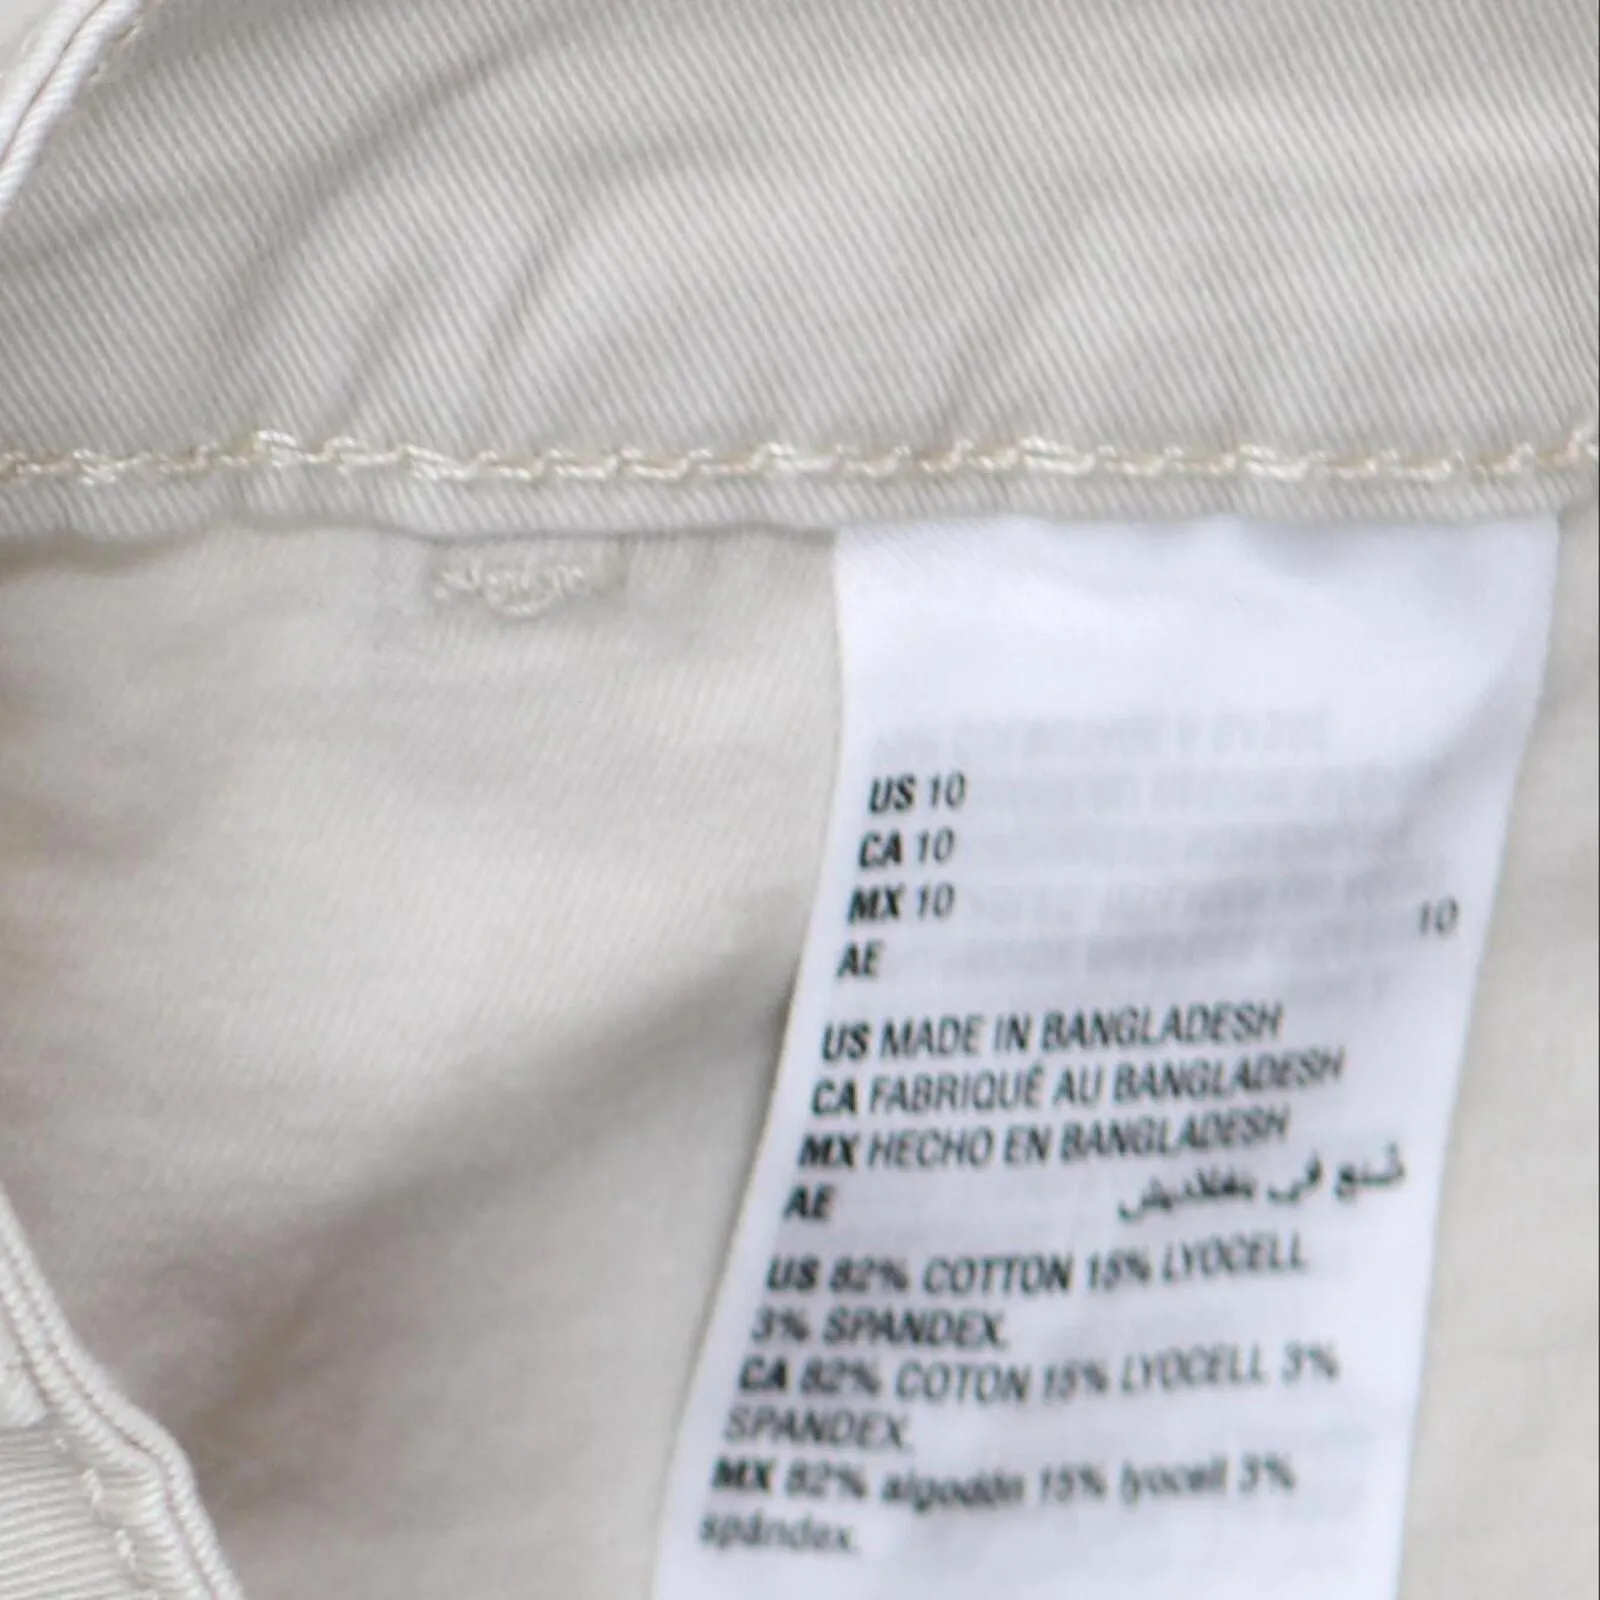 US 10
CA 10
MX 10
AE 10
US MADE IN BANGLADESH
CA FABRIQUÉ AU BANGLADESH
MX HECHO EN BANGLADESH
AE صُنع في بنغلاديش
US 82% COTTON 15% LYOCELL
3% SPANDEX.
CA 82% COTON 15% LYOCELL 3%
SPANDEX.
MX 82% algodón 15% lyocell 3%
spándex.